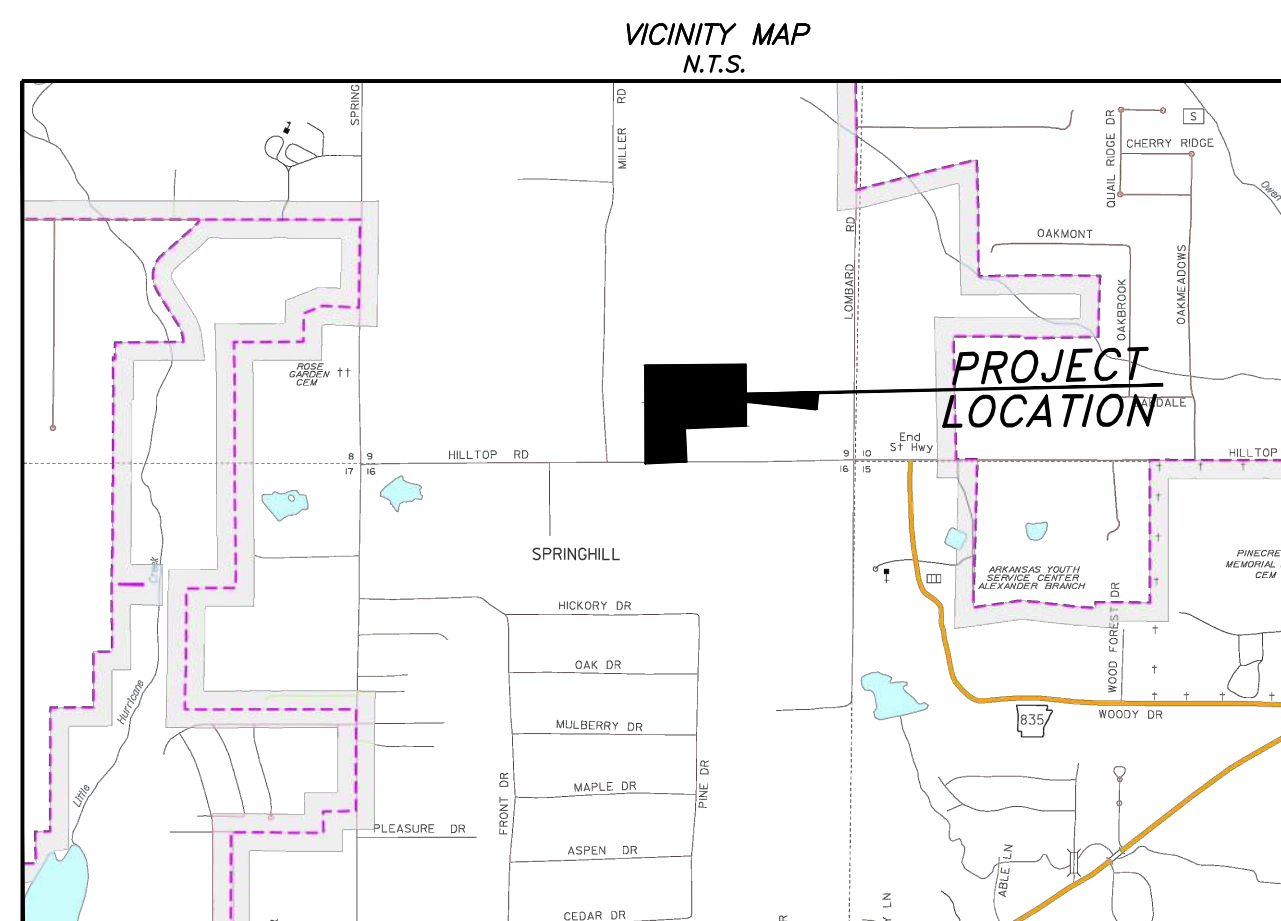 VICINITY MAP
N.T.S.
SPRING
MILLER RD
QUAIL RIDGE DR
S
CHERRY RIDGE
Owen
LOMBARD RD
OAKMONT
OAKBROOK
OAKMEADOWS
ROSE
GARDEN
CEM
PROJECT
LOCATION
End
St Hwy
8 9
17 16
HILLTOP RD
9 10
16 15
HILLTOP
SPRINGHILL
Creek
ARKANSAS YOUTH
SERVICE CENTER
ALEXANDER BRANCH
PINECRE
MEMORIAL
CEM
HICKORY DR
WOOD FOREST DR
OAK DR
Hurricane
MULBERRY DR
835
WOODY DR
MAPLE DR
PINE DR
FRONT DR
Little
PLEASURE DR
ASPEN DR
ABLE LN
CEDAR DR
LN